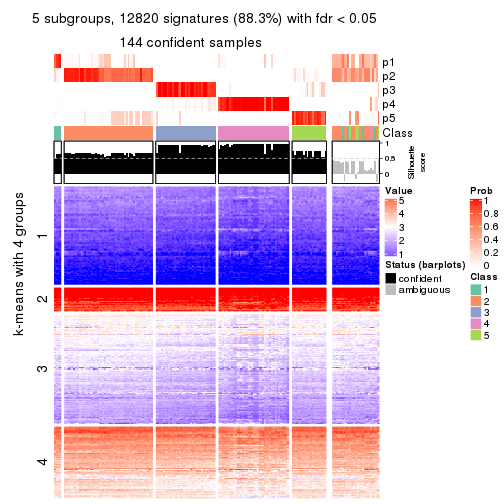 5 subgroups, 12820 signatures (88.3%) with fdr < 0.05
144 confident samples
p1
p2
p3
p4
p5
Class
1
0.5
0
Silhouette
score
k-means with 4 groups
1
2
3
4
Value
5
4
3
2
1
Status (barplots)
confident
ambiguous
Prob
1
0.8
0.6
0.4
0.2
0
Class
1
2
3
4
5